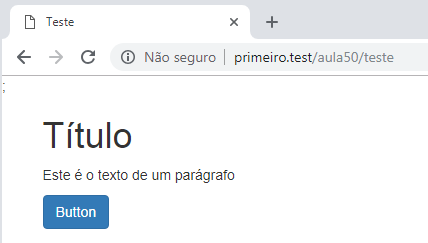 Teste
Não seguro primeiro.test/aula50/teste
;
Título
Este é o texto de um parágrafo
Button